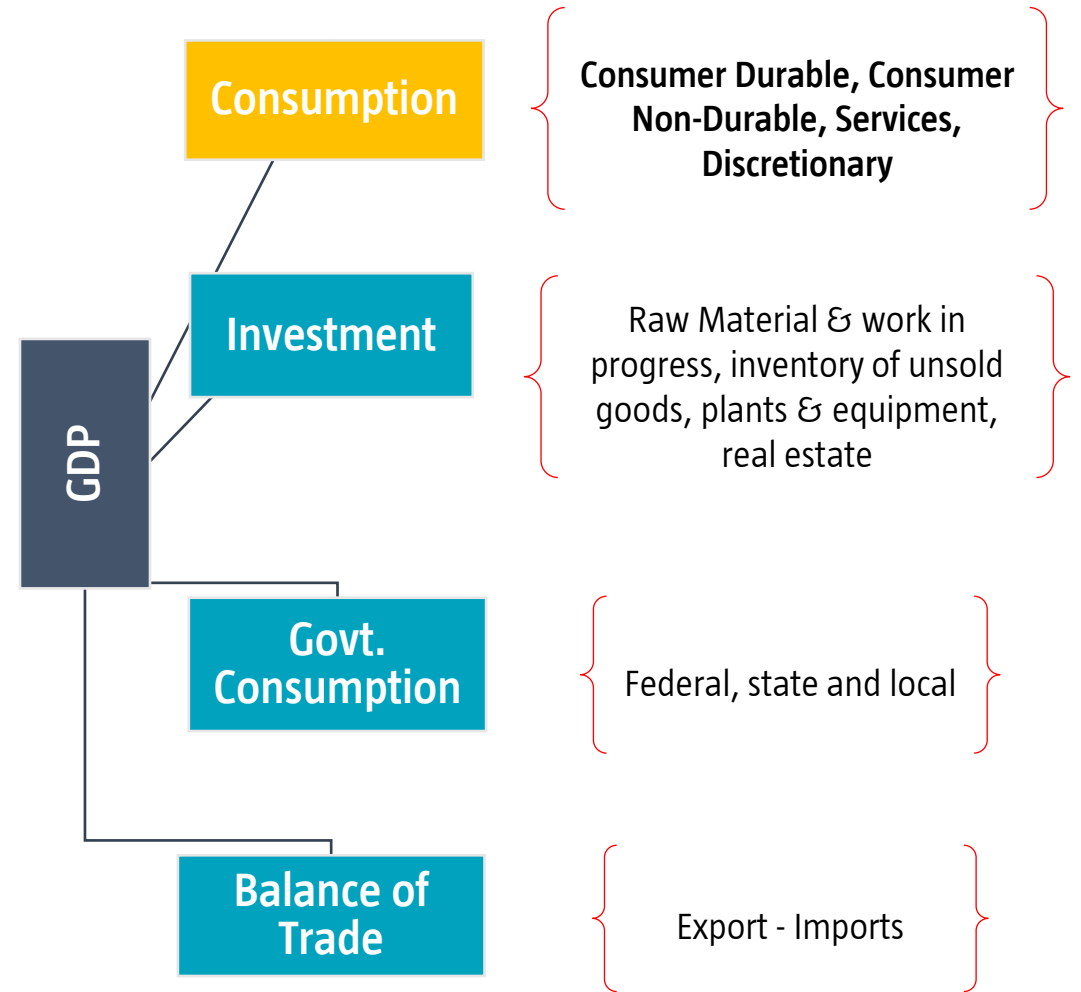 Consumption
Consumer Durable, Consumer
Non-Durable, Services,
Discretionary
Investment
Raw Material & work in
progress, inventory of unsold
goods, plants & equipment,
real estate
GDP
Govt.
Consumption
Federal, state and local
Balance of
Trade
Export - Imports